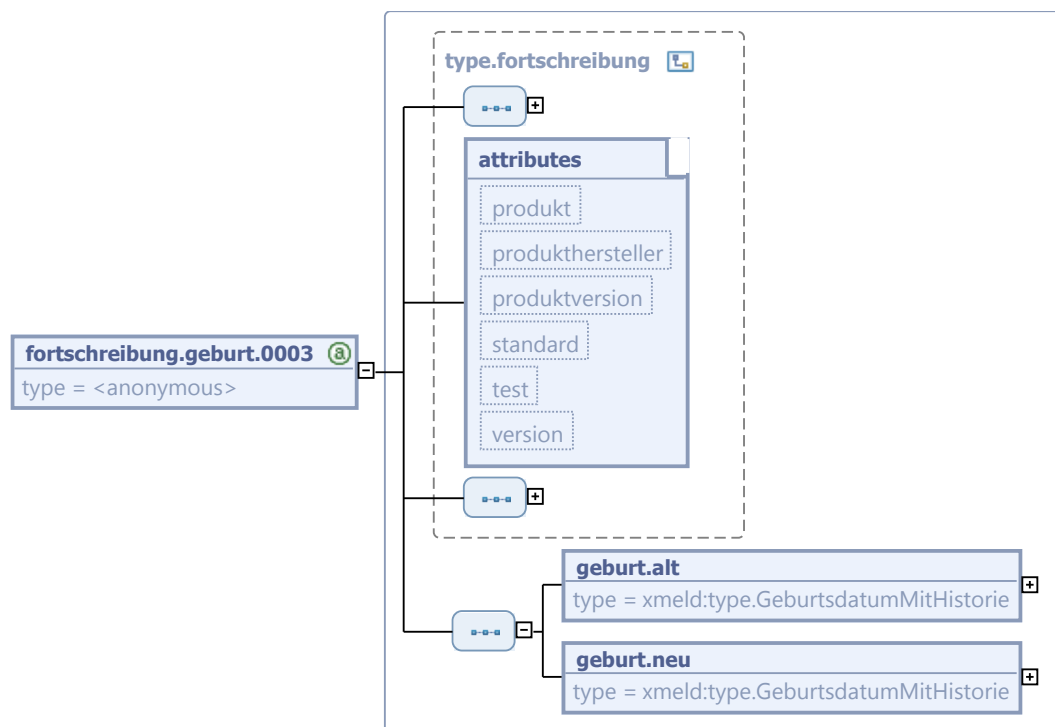 type.fortschreibung
attributes
produkt
produkthersteller
produktversion
standard
test
version
fortschreibung.geburt.0003 a
type = <anonymous>
geburt.alt
type = xmeld:type.GeburtsdatumMitHistorie
geburt.neu
type = xmeld:type.GeburtsdatumMitHistorie